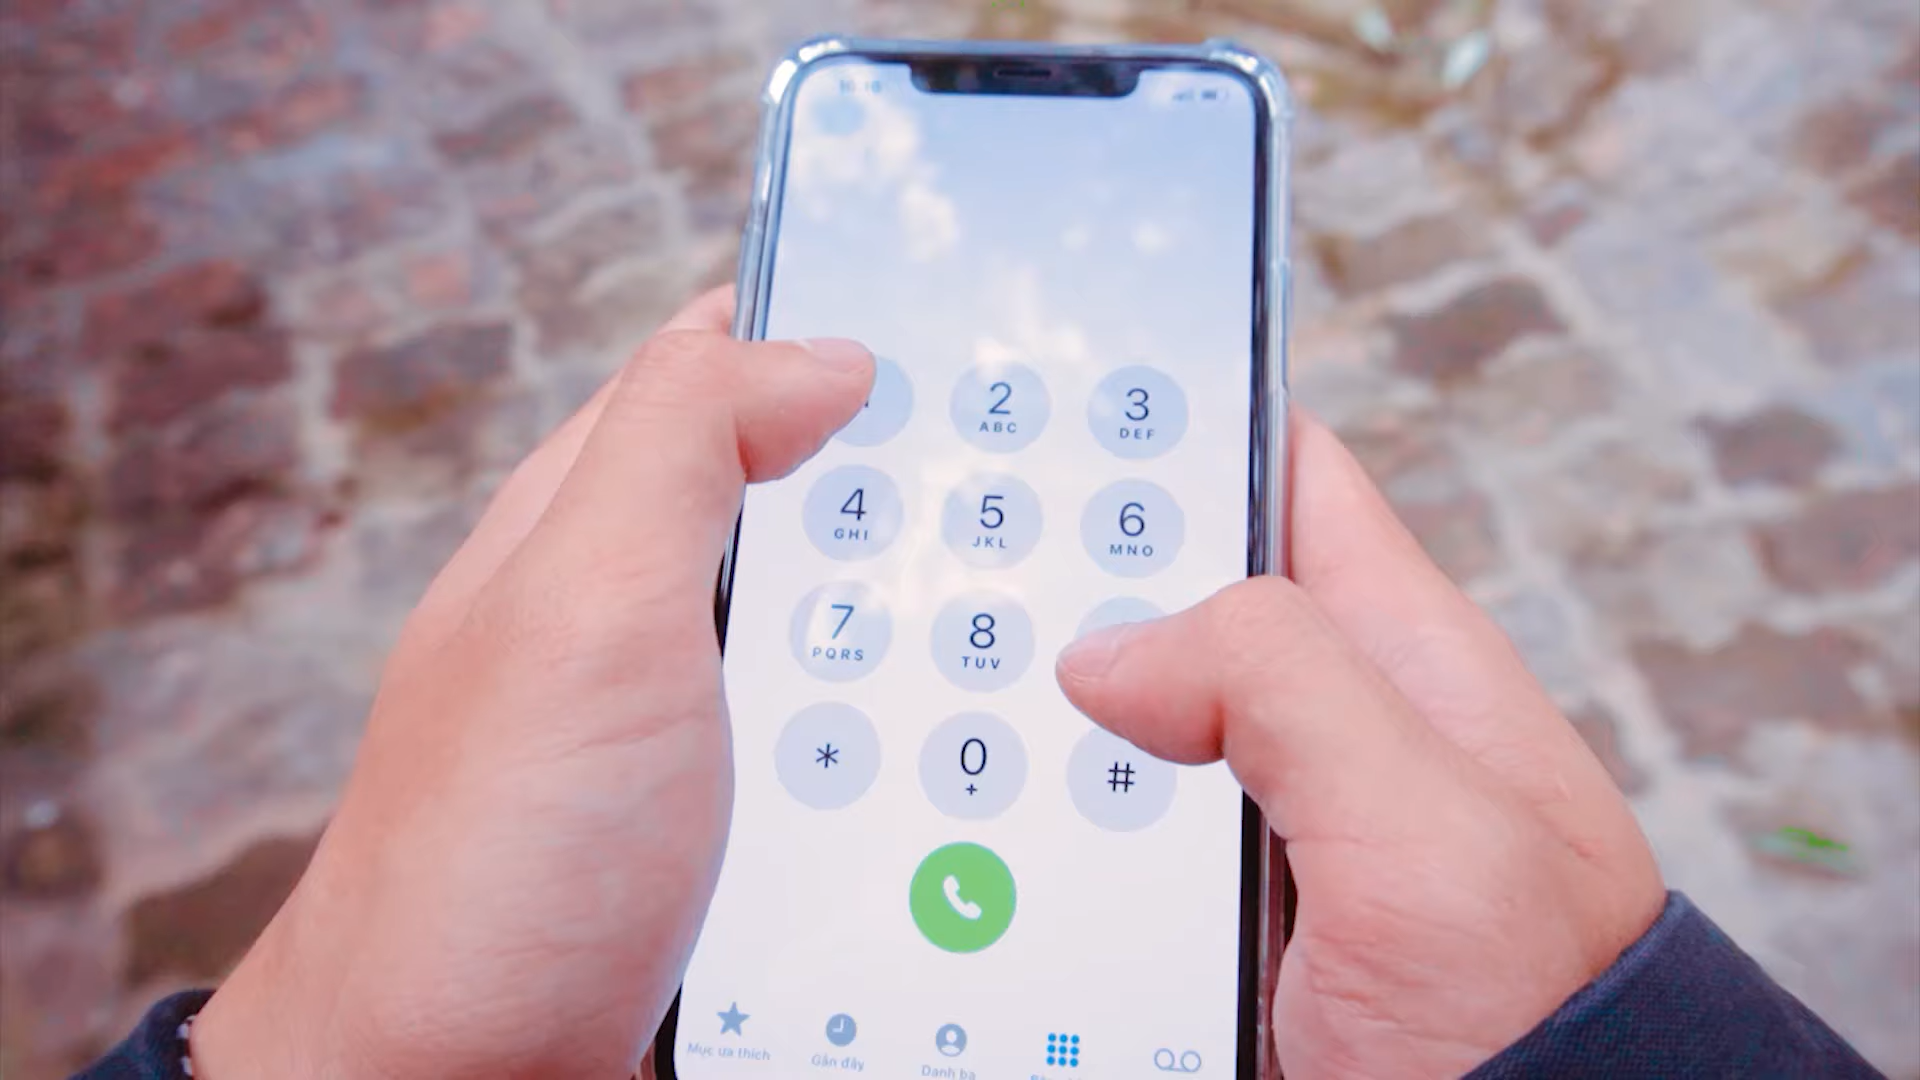 2
ABC
3
DEF
4
GHI
5
JKL
6
MNO
7
PQRS
8
TUV
*
0
+
#
Mục ưa thích
Gần đây
Danh bạ